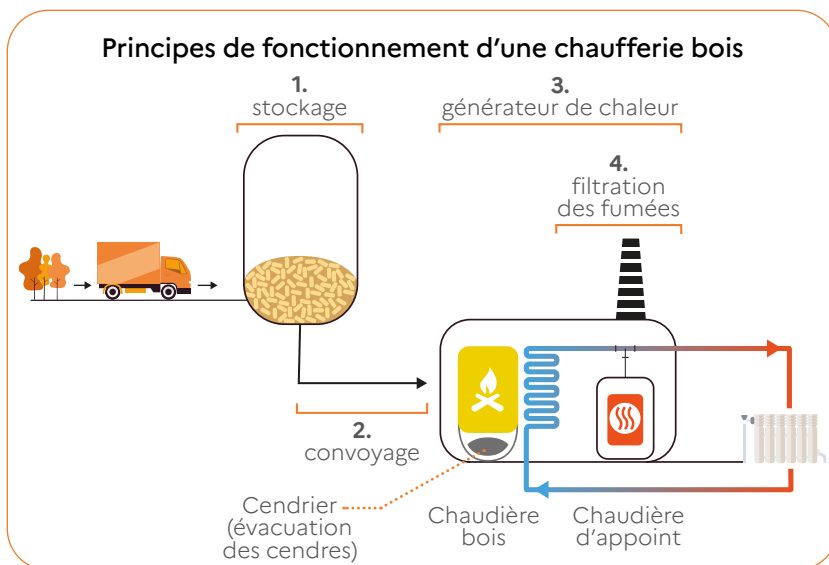 Principes de fonctionnement d’une chaufferie bois
1.
stockage
3.
générateur de chaleur
4.
filtration
des fumées
2.
convoyage
Cendrier
(évacuation
des cendres)
Chaudière
bois
Chaudière
d’appoint